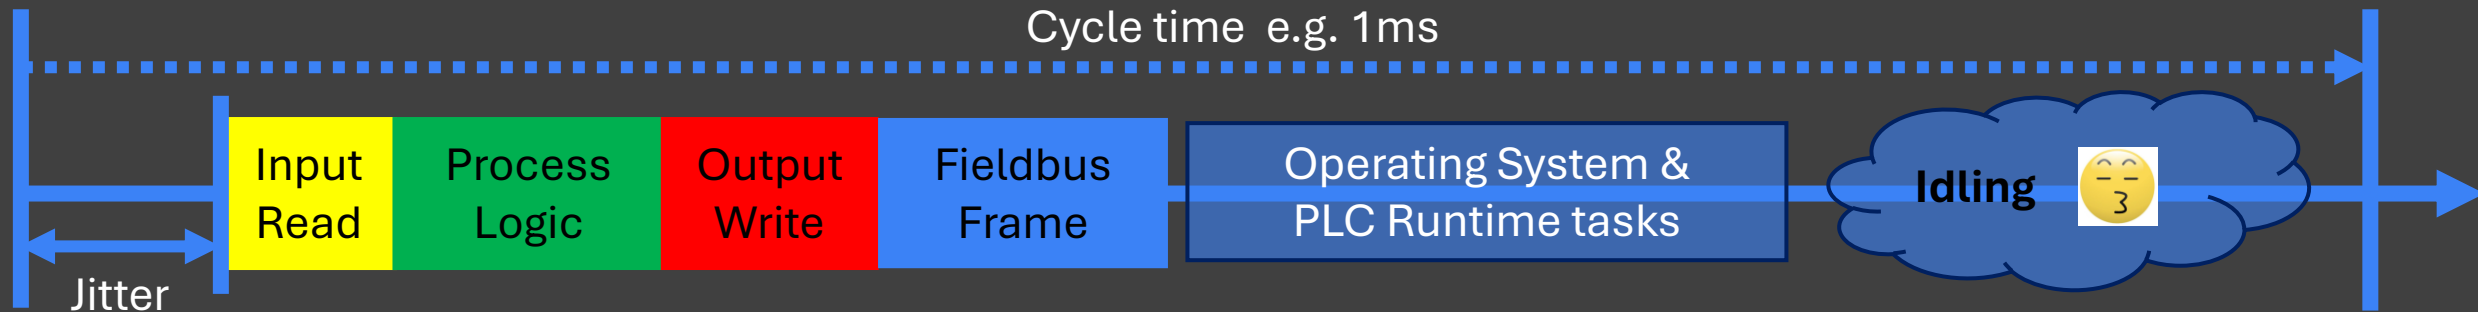 Cycle time e.g. 1ms
Input
Read
Process
Logic
Output
Write
Fieldbus
Frame
Operating System &
PLC Runtime tasks
Idling
Jitter